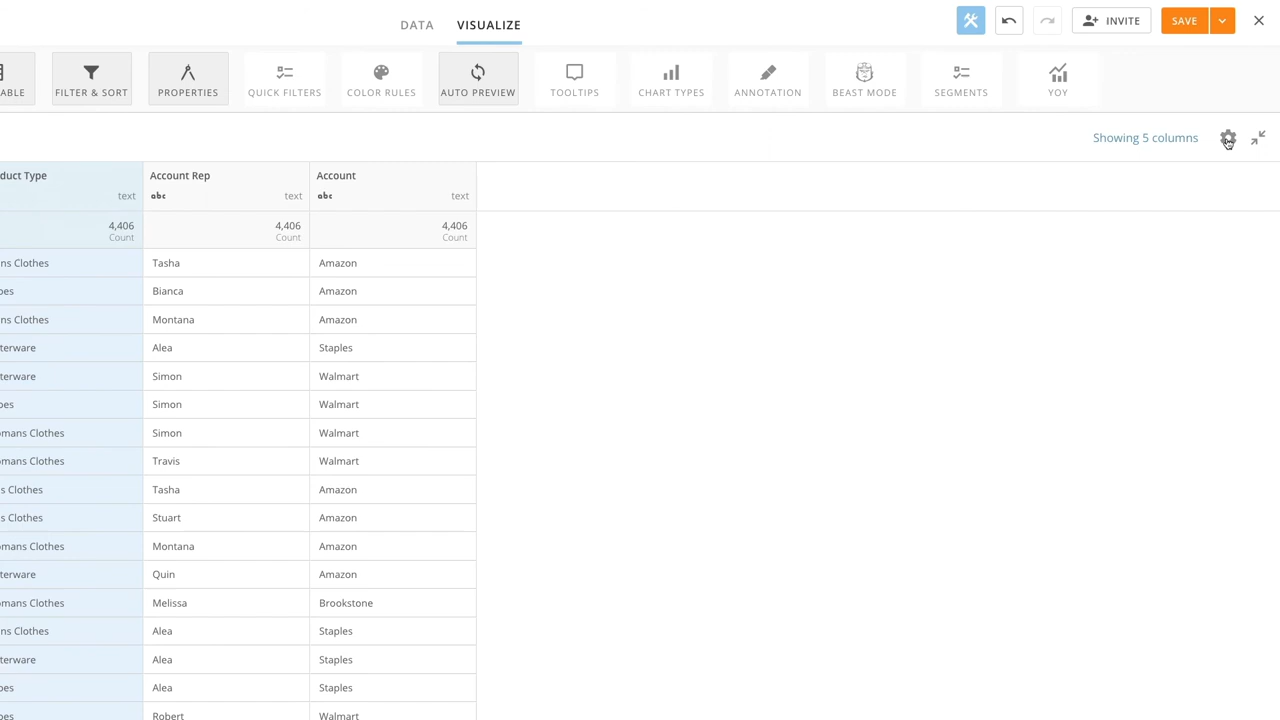 DATA VISUALIZE INVITE SAVE
ABLE FILTER & SORT PROPERTIES QUICK FILTERS COLOR RULES AUTO PREVIEW TOOLTIPS CHART TYPES ANNOTATION BEAST MODE SEGMENTS YOY
Showing 5 columns
duct Type Account Rep Account
text abc text abc text
4,406 4,406 4,406
Count Count Count
ns Clothes Tasha Amazon
oes Bianca Amazon
ns Clothes Montana Amazon
terware Alea Staples
terware Simon Walmart
oes Simon Walmart
omans Clothes Simon Walmart
omans Clothes Travis Walmart
s Clothes Tasha Amazon
s Clothes Stuart Amazon
omans Clothes Montana Amazon
terware Quin Amazon
omans Clothes Melissa Brookstone
ns Clothes Alea Staples
terware Alea Staples
oes Alea Staples
oes Robert Walmart